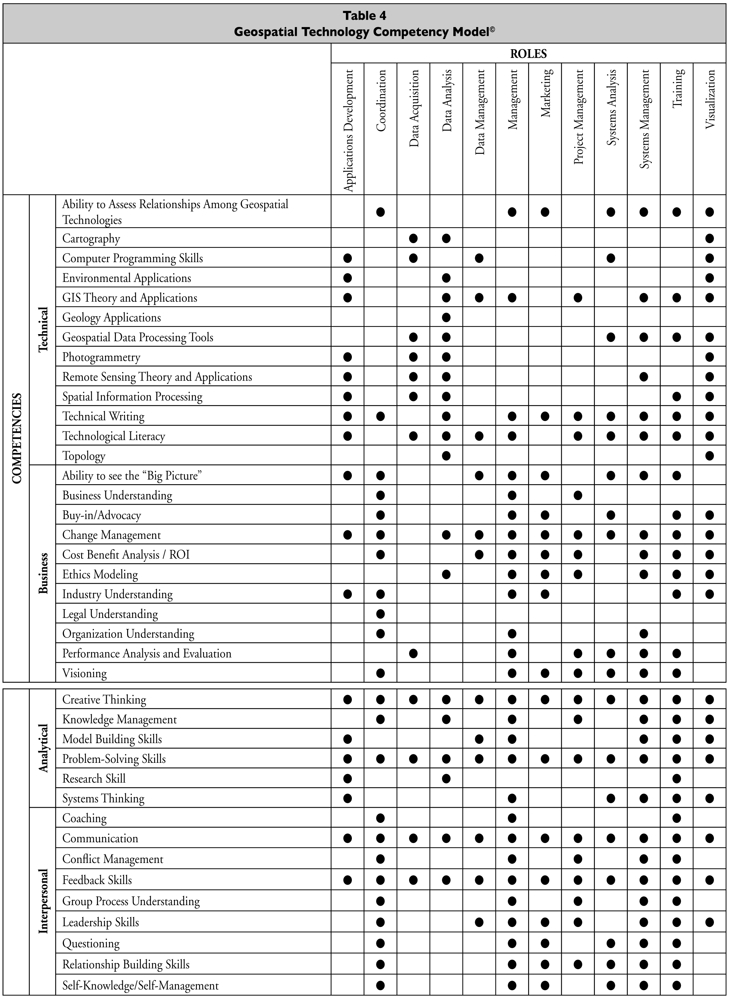 Table 4
Geospatial Technology Competency Model©
ROLES
Applications Development
Coordination
Data Acquisition
Data Analysis
Data Management
Management
Marketing
Project Management
Systems Analysis
Systems Management
Training
Visualization
COMPETENCIES
Technical
Ability to Assess Relationships Among Geospatial
Technologies
Cartography
Computer Programming Skills
Environmental Applications
GIS Theory and Applications
Geology Applications
Geospatial Data Processing Tools
Photogrammetry
Remote Sensing Theory and Applications
Spatial Information Processing
Technical Writing
Technological Literacy
Topology
Business
Ability to see the “Big Picture”
Business Understanding
Buy-in/Advocacy
Change Management
Cost Benefit Analysis / ROI
Ethics Modeling
Industry Understanding
Legal Understanding
Organization Understanding
Performance Analysis and Evaluation
Visioning
Analytical
Creative Thinking
Knowledge Management
Model Building Skills
Problem-Solving Skills
Research Skill
Systems Thinking
Interpersonal
Coaching
Communication
Conflict Management
Feedback Skills
Group Process Understanding
Leadership Skills
Questioning
Relationship Building Skills
Self-Knowledge/Self-Management